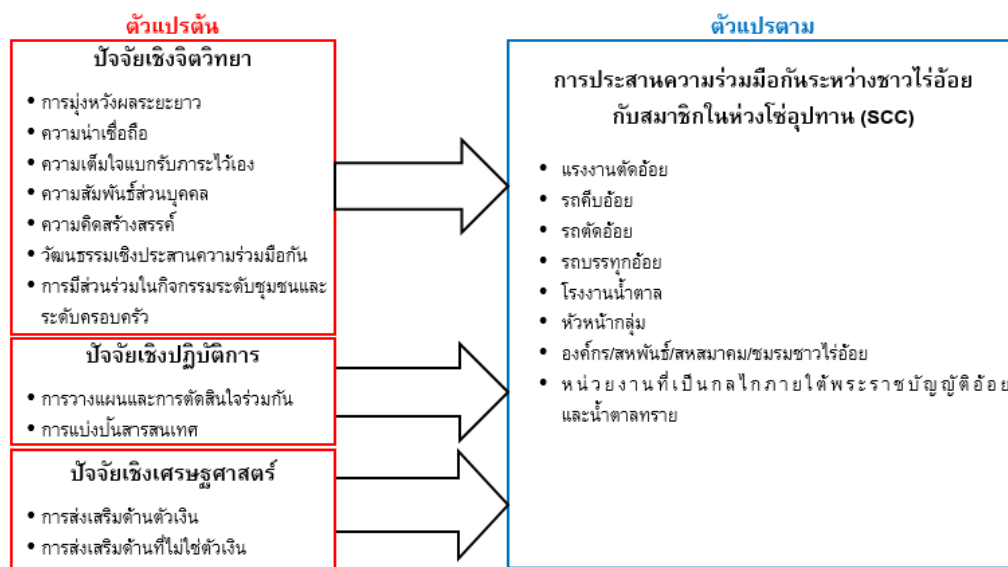 ตัวแปรต้น
ปัจจัยเชิงจิตวิทยา
• การมุ่งหวังผลระยะยาว
• ความน่าเชื่อถือ
• ความเต็มใจแบกรับภาระไว้เอง
• ความสัมพันธ์ส่วนบุคคล
• ความคิดสร้างสรรค์
• วัฒนธรรมเชิงประสานความร่วมมือกัน
• การมีส่วนร่วมในกิจกรรมระดับชุมชนและ
ระดับครอบครัว
ปัจจัยเชิงปฏิบัติการ
• การวางแผนและการตัดสินใจร่วมกัน
• การแบ่งปันสารสนเทศ
ปัจจัยเชิงเศรษฐศาสตร์
• การส่งเสริมด้านตัวเงิน
• การส่งเสริมด้านที่ไม่ใช่ตัวเงิน
ตัวแปรตาม
การประสานความร่วมมือกันระหว่างชาวไร่อ้อย
กับสมาชิกในห่วงโซ่อุปทาน (SCC)
• แรงงานตัดอ้อย
• รถคีบอ้อย
• รถตัดอ้อย
• รถบรรทุกอ้อย
• โรงงานน้ำตาล
• หัวหน้ากลุ่ม
• องค์กร/สหพันธ์/สหสมาคม/ชมรมชาวไร่อ้อย
• หน่วยงานที่เป็นกลไกภายใต้พระราชบัญญัติอ้อย
และน้ำตาลทราย